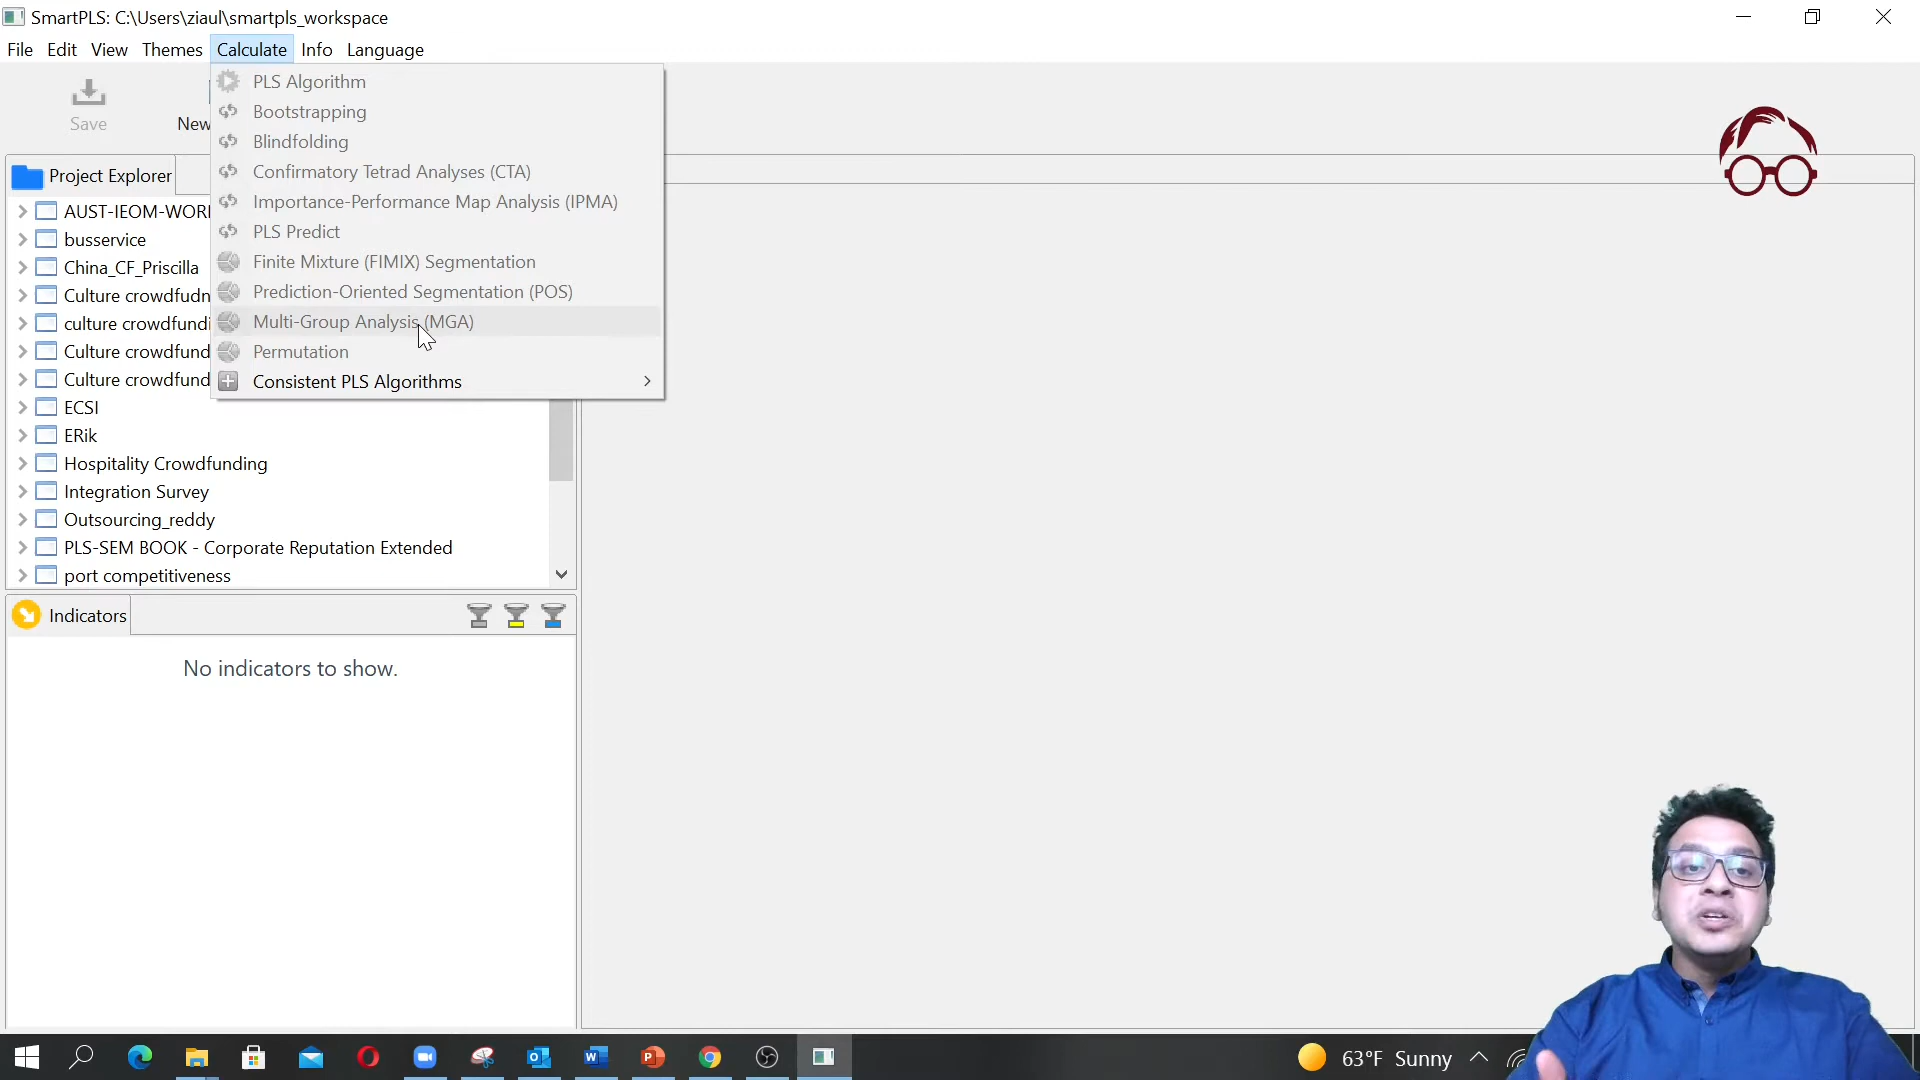 SmartPLS: C:\Users\ziaul\smartpls_workspace
File Edit View Themes Calculate Info Language
PLS Algorithm
Bootstrapping
Blindfolding
Confirmatory Tetrad Analyses (CTA)
Importance-Performance Map Analysis (IPMA)
PLS Predict
Finite Mixture (FIMIX) Segmentation
Prediction-Oriented Segmentation (POS)
Multi-Group Analysis (MGA)
Permutation
Consistent PLS Algorithms
Save New
Project Explorer
AUST-IEOM-WOR
busservice
China_CF_Priscilla
Culture crowdfudn
culture crowdfundi
Culture crowdfund
Culture crowdfund
ECSI
ERik
Hospitality Crowdfunding
Integration Survey
Outsourcing_reddy
PLS-SEM BOOK - Corporate Reputation Extended
port competitiveness
Indicators
No indicators to show.
63°F Sunny